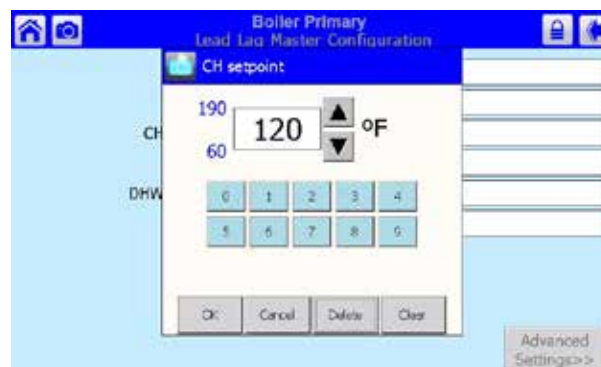 Boiler Primary
Lead Lag Master Configuration
CH setpoint
190
120 °F
60
CH
DHW
0 1 2 3 4
5 6 7 8 9
OK Cancel Delete Clear
Advanced
Settings>>